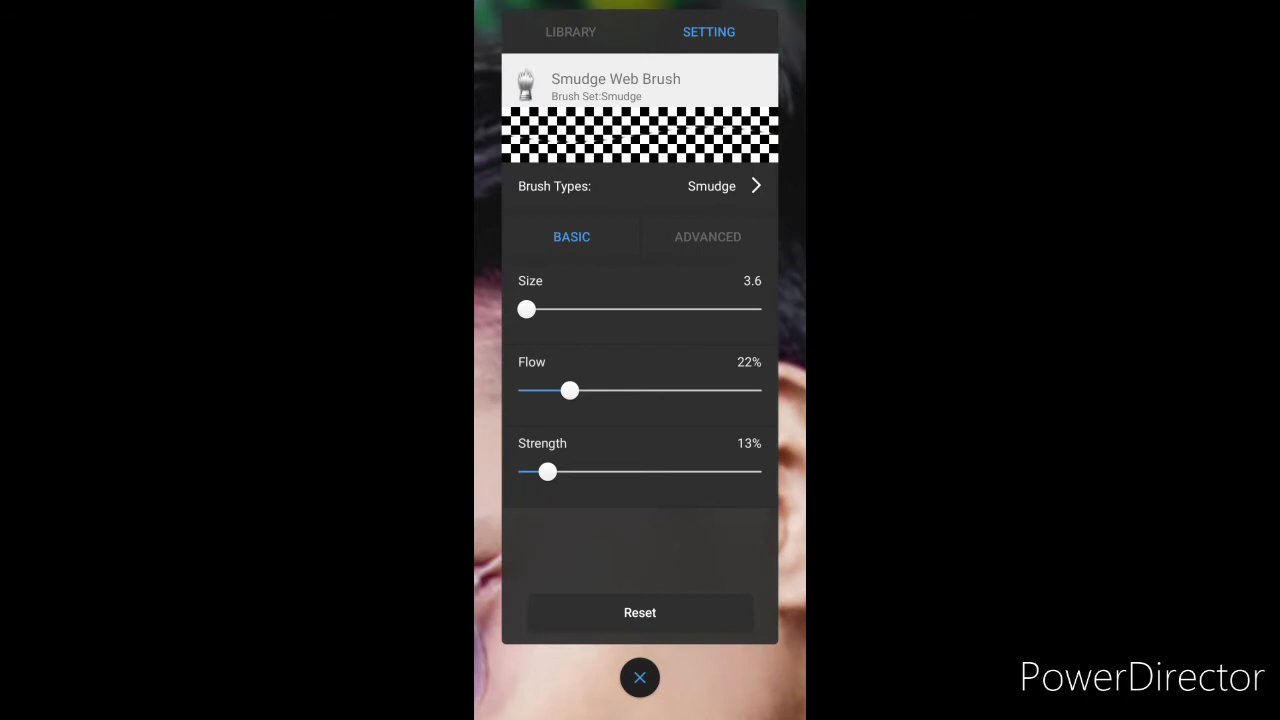 LIBRARY SETTING
Smudge Web Brush
Brush Set:Smudge
Brush Types: Smudge
BASIC ADVANCED
Size 3.6
Flow 22%
Strength 13%
Reset
PowerDirector